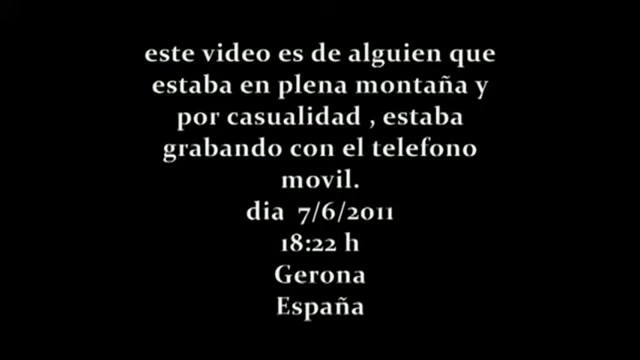 este video es de alguien que
estaba en plena montaña y
por casualidad , estaba
grabando con el telefono
movil.
dia 7/6/2011
18:22 h
Gerona
España